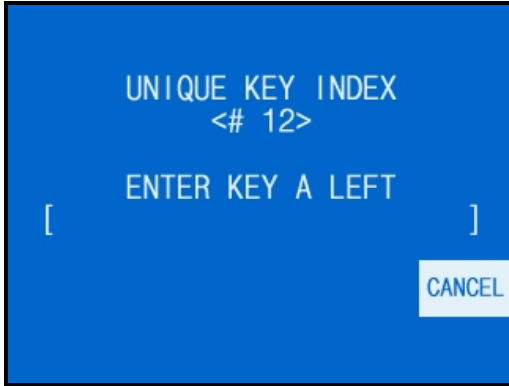 UNIQUE KEY INDEX
<# 12>
ENTER KEY A LEFT
[ ]
CANCEL